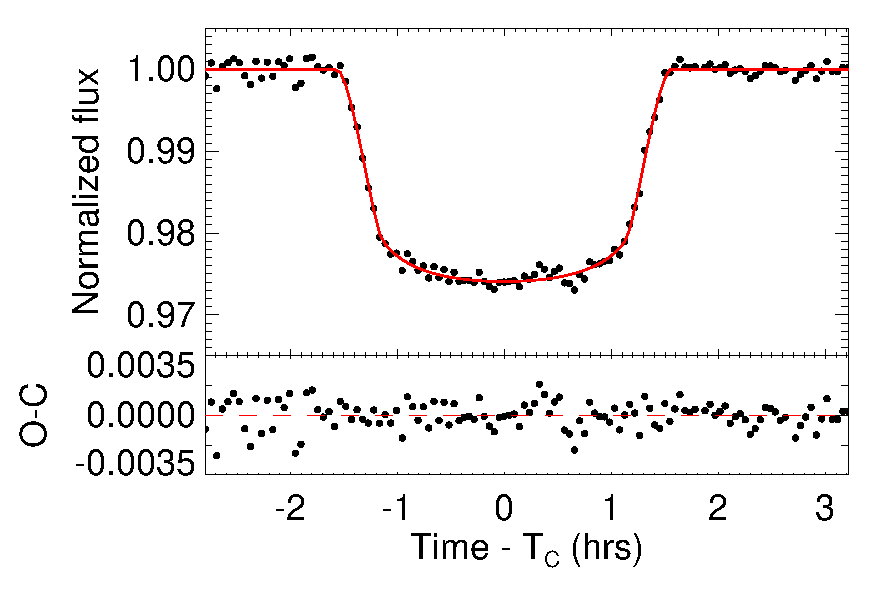 Normalized flux
1.00
0.99
0.98
0.97
O-C
0.0035
0.0000
-0.0035
-2 -1 0 1 2 3
Time - T_C (hrs)